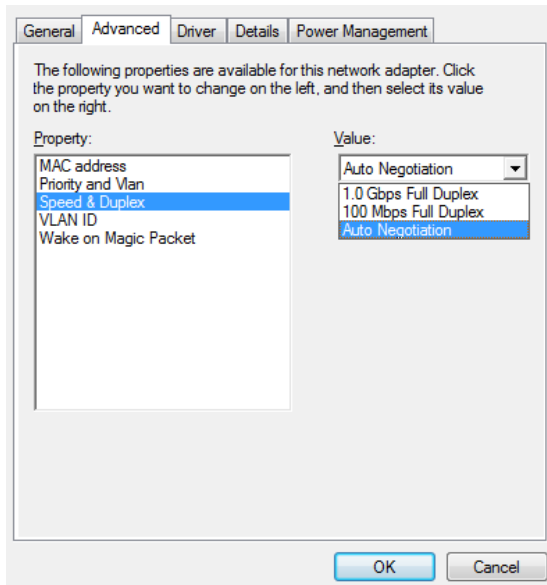 General Advanced Driver Details Power Management
The following properties are available for this network adapter. Click
the property you want to change on the left, and then select its value
on the right.
Property:
Value:
MAC address
Priority and Vlan
Speed & Duplex
VLAN ID
Wake on Magic Packet
Auto Negotiation
1.0 Gbps Full Duplex
100 Mbps Full Duplex
Auto Negotiation
OK Cancel